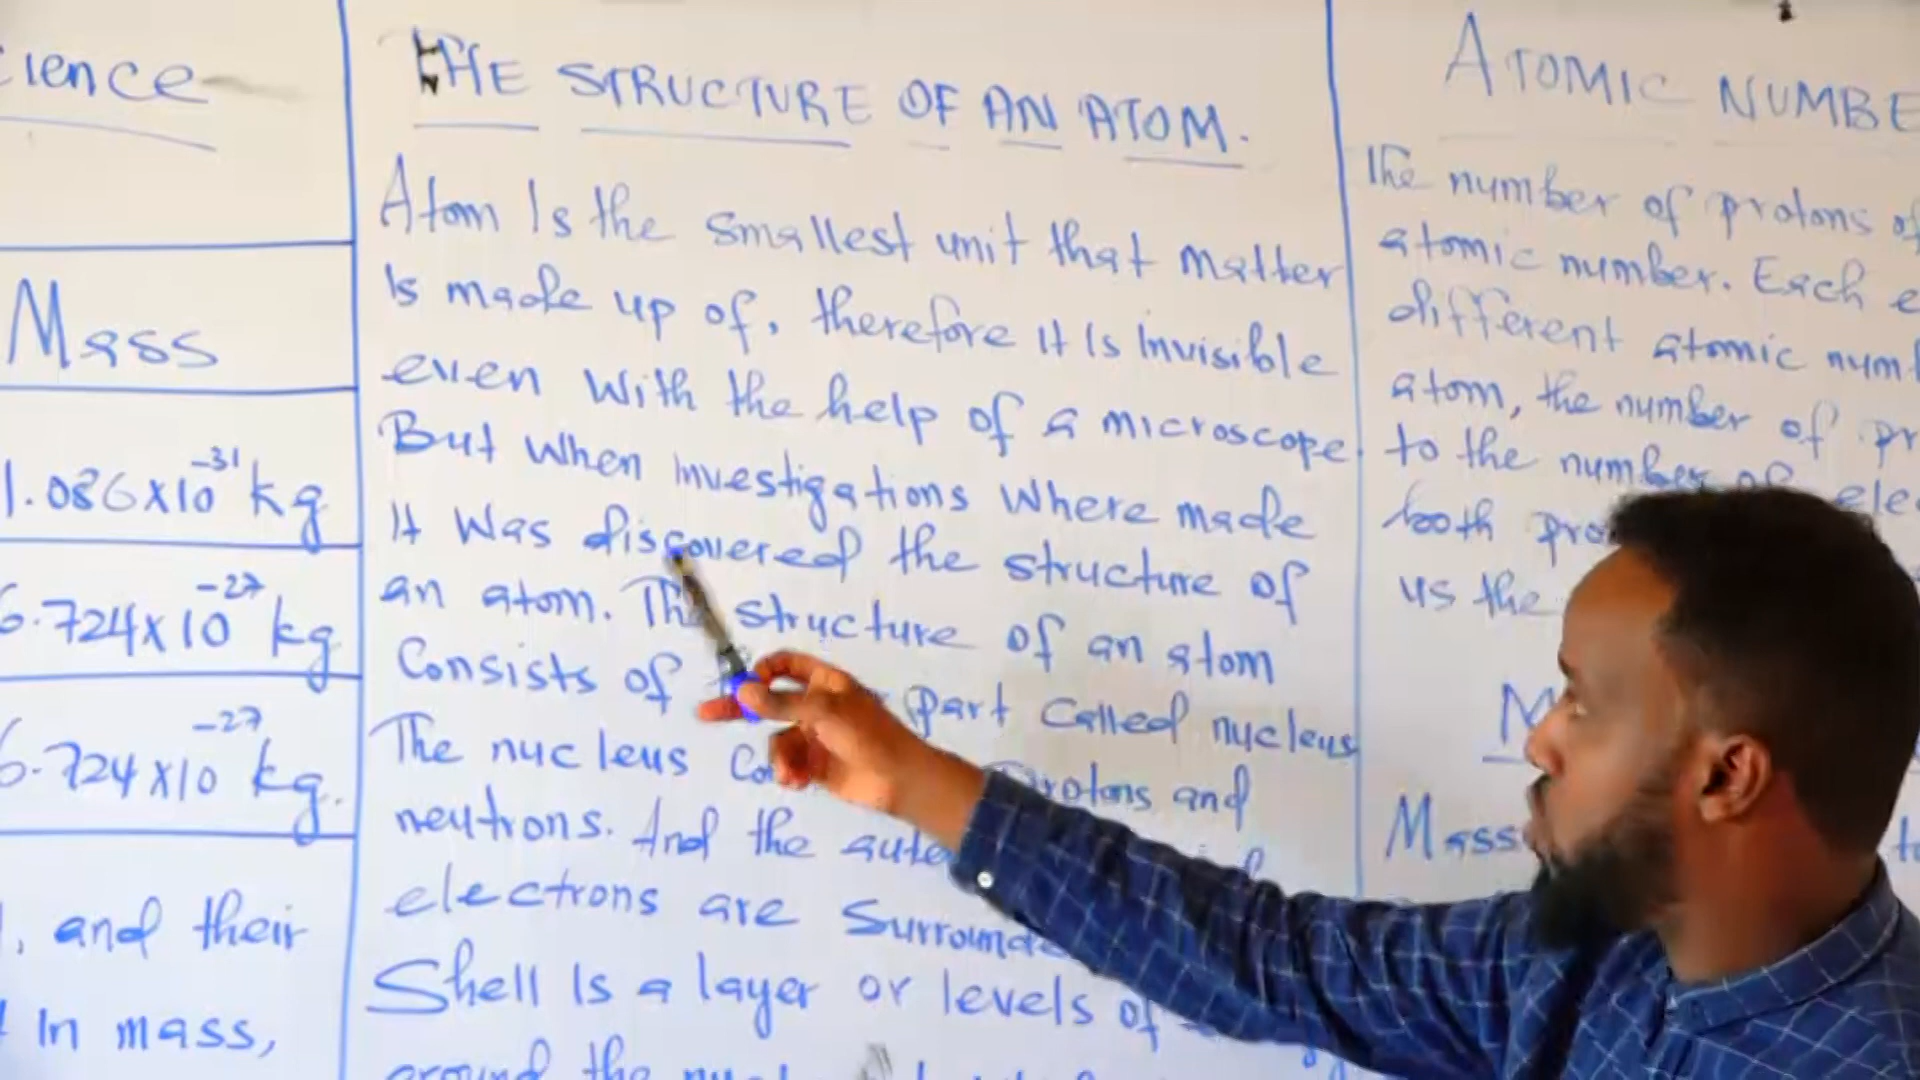 cience
Mass
1.086x10^-31 kg
6.724x10^-27 kg
6.724x10^-27 kg.
, and their
In mass,
THE STRUCTURE OF AN ATOM.
Atom Is the smallest unit that matter
Is made up of. therefore it Is Invisible
even With the help of a microscope.
But When Investigations Where made
It Was discovered the structure of
an atom. The structure of an atom
Consists of part called nucleus
The nucleus protons and
neutrons. And the
electrons are
Shell Is a layer or levels of
around the
ATOMIC NUMBE
The number of protons of
atomic number. Each e
different atomic num
atom, the number of pr
to the number of ele
both pro
us the
M
Mass